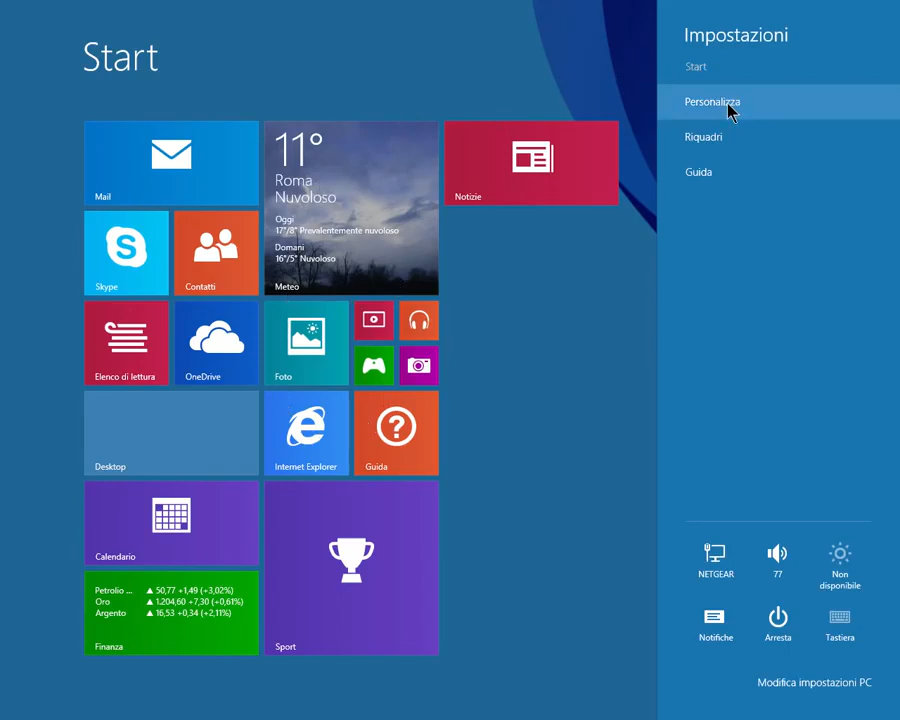 Start
Mail
11°
Roma
Nuvoloso
Oggi
17°/8° Prevalentemente nuvoloso
Domani
16°/5° Nuvoloso
Meteo
Notizie
Skype
Contatti
Elenco di lettura
OneDrive
Foto
Desktop
Internet Explorer
Guida
Calendario
Petrolio ... ▲ 50,77 +1,49 (+3,02%)
Oro ▲ 1.204,60 +7,30 (+0,61%)
Argento ▲ 16,53 +0,34 (+2,11%)
Finanza
Sport
Impostazioni
Start
Personalizza
Riquadri
Guida
NETGEAR
77
Non
disponibile
Notifiche
Arresta
Tastiera
Modifica impostazioni PC